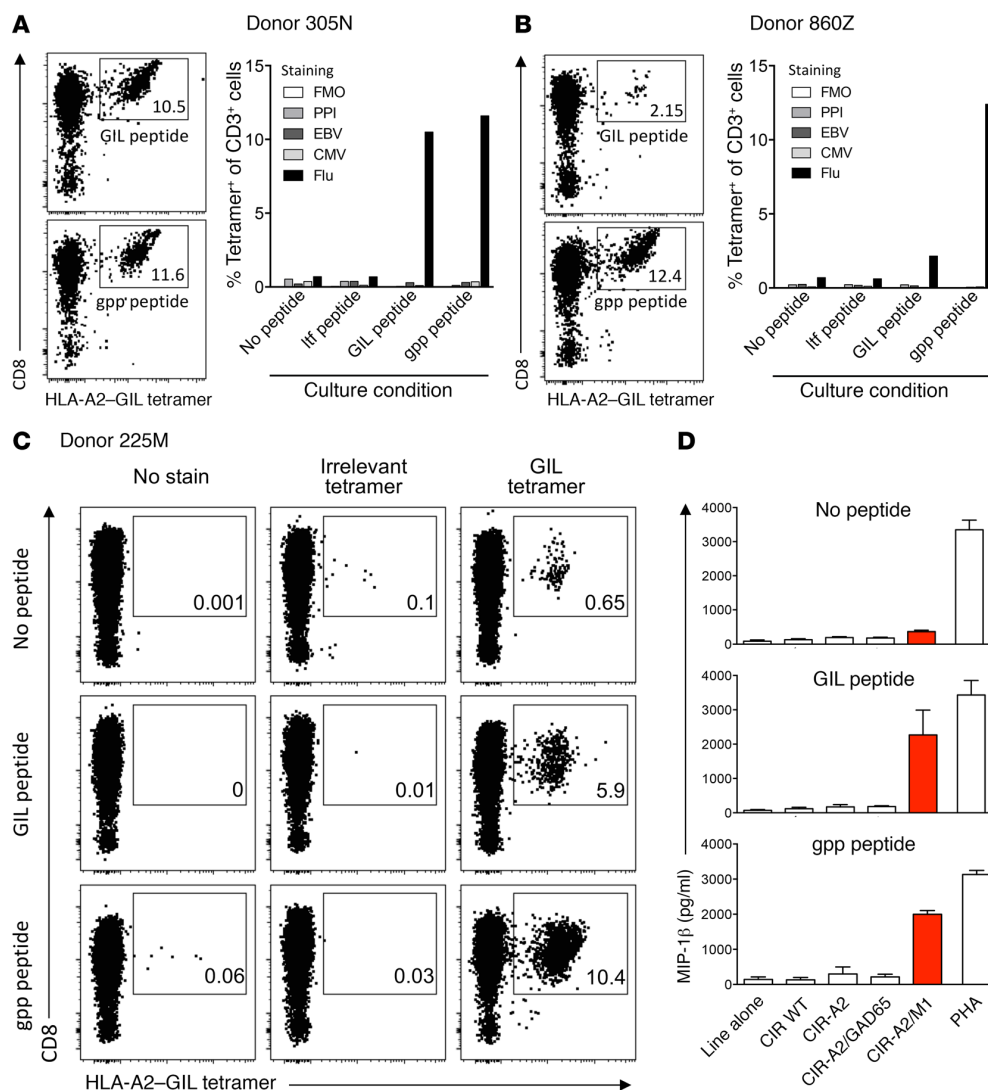 A
Donor 305N
10.5
GIL peptide
11.6
gpp peptide
CD8
HLA-A2–GIL tetramer
% Tetramer⁺ of CD3⁺ cells
15
10
5
0
Staining
FMO
PPI
EBV
CMV
Flu
No peptide
ltf peptide
GIL peptide
gpp peptide
Culture condition
B
Donor 860Z
2.15
GIL peptide
12.4
gpp peptide
CD8
HLA-A2–GIL tetramer
% Tetramer⁺ of CD3⁺ cells
15
10
5
0
Staining
FMO
PPI
EBV
CMV
Flu
No peptide
ltf peptide
GIL peptide
gpp peptide
Culture condition
C
Donor 225M
No stain
Irrelevant
tetramer
GIL
tetramer
No peptide
0.001
0.1
0.65
GIL peptide
0
0.01
5.9
gpp peptide
0.06
0.03
10.4
CD8
HLA-A2–GIL tetramer
D
No peptide
4000
3000
2000
1000
0
GIL peptide
4000
3000
2000
1000
0
gpp peptide
4000
3000
2000
1000
0
MIP-1β (pg/ml)
Line alone
CIR WT
CIR-A2
CIR-A2/GAD65
CIR-A2/M1
PHA